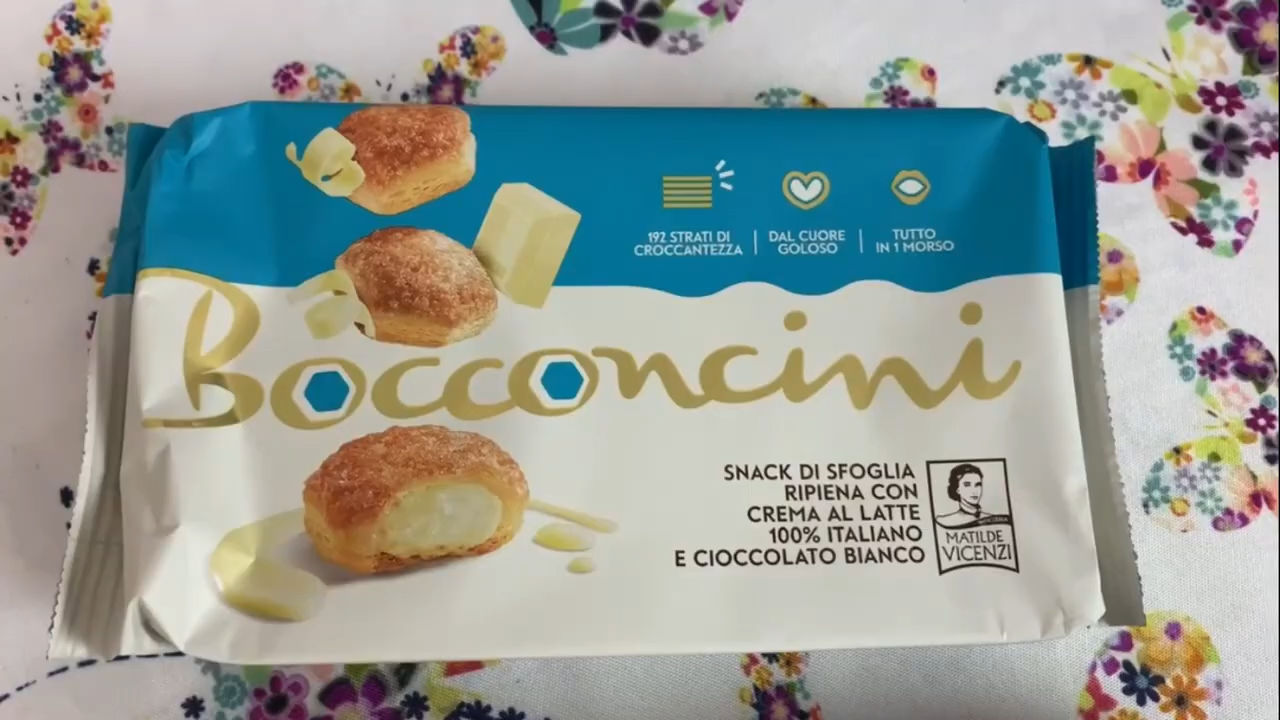 192 STRATI DI
CROCCANTEZZA
DAL CUORE
GOLOSO
TUTTO
IN 1 MORSO
Bocconcini
SNACK DI SFOGLIA
RIPIENA CON
CREMA AL LATTE
100% ITALIANO
E CIOCCOLATO BIANCO
MATILDE
VICENZI